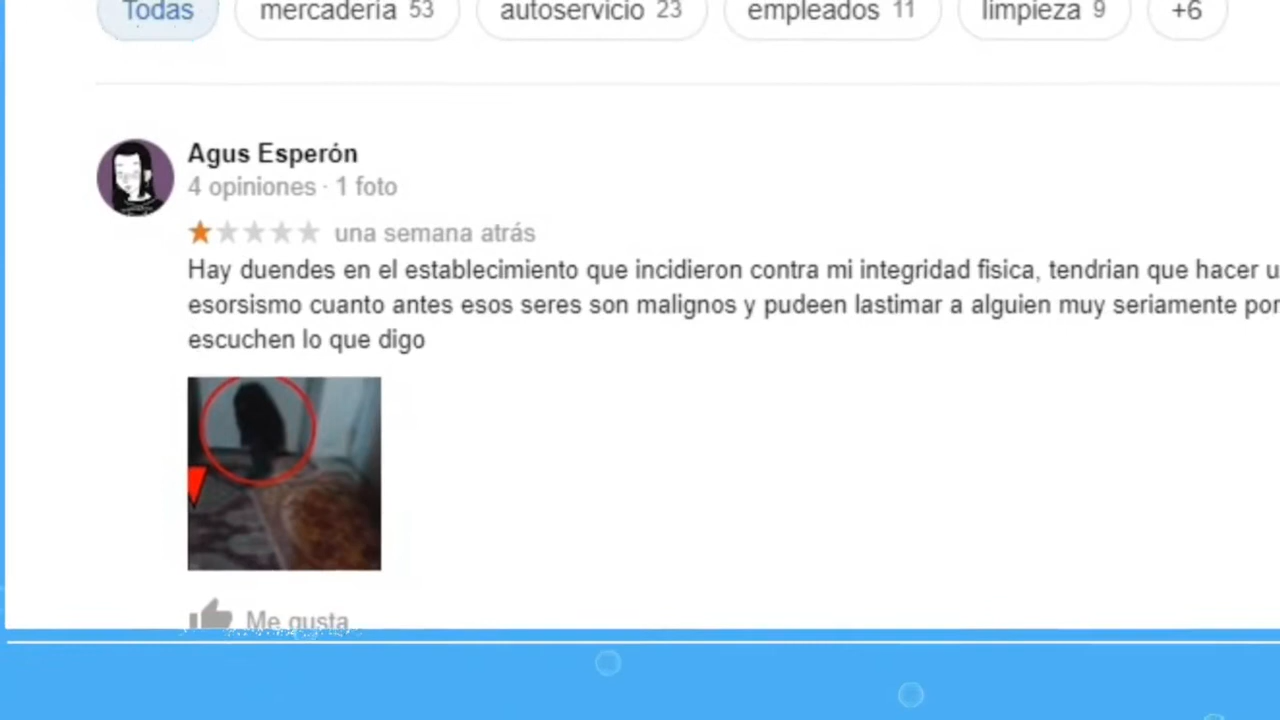 Todas mercadería 53 autoservicio 23 empleados 11 limpieza 9 +6
Agus Esperón
4 opiniones · 1 foto
una semana atrás
Hay duendes en el establecimiento que incidieron contra mi integridad fisica, tendrian que hacer u
esorsismo cuanto antes esos seres son malignos y pudeen lastimar a alguien muy seriamente por
escuchen lo que digo
Me gusta